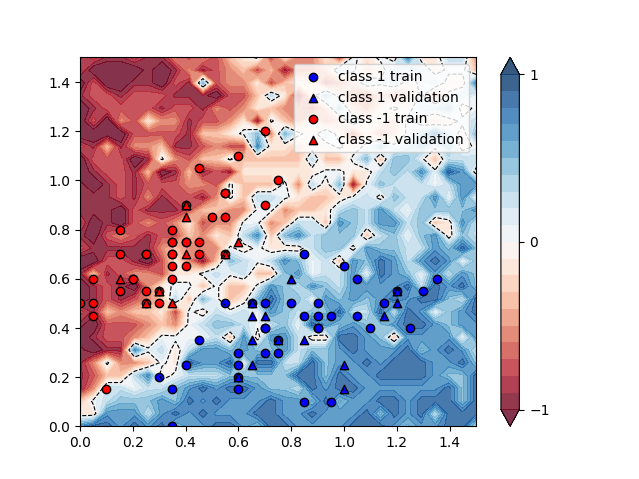 1.4
1.2
1.0
0.8
0.6
0.4
0.2
0.0
0.0 0.2 0.4 0.6 0.8 1.0 1.2 1.4
class 1 train
class 1 validation
class -1 train
class -1 validation
1
0
−1